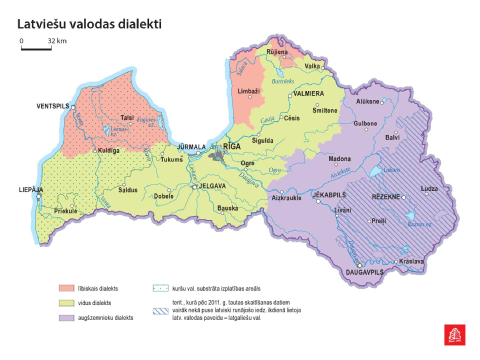 Latviešu valodas dialekti
0 32 km
Rūjiena
Valka
Salaca
Burtnieks
Limbaži
VALMIERA
Cēsis
Smiltene
Alūksne
Gulbene
Balvi
VENTSPILS
Talsi
Kuldīga
Tukums
JŪRMALA
RĪGA
Sigulda
Ogre
Madona
LIEPĀJA
Saldus
Dobele
JELGAVA
Bauska
Aizkraukle
JĒKABPILS
Līvāni
Preiļi
RĒZEKNE
Ludza
Priekule
Krāslava
DAUGAVPILS
lībiskais dialekts
vidus dialekts
augšzemnieku dialekts
kuršu val. substrāta izplatības areāls
terit., kurā pēc 2011. g. tautas skaitīšanas datiem
vairāk nekā puse latviski runājošo iedz. ikdienā lietoja
latv. valodas paveidu – latgaliešu val.